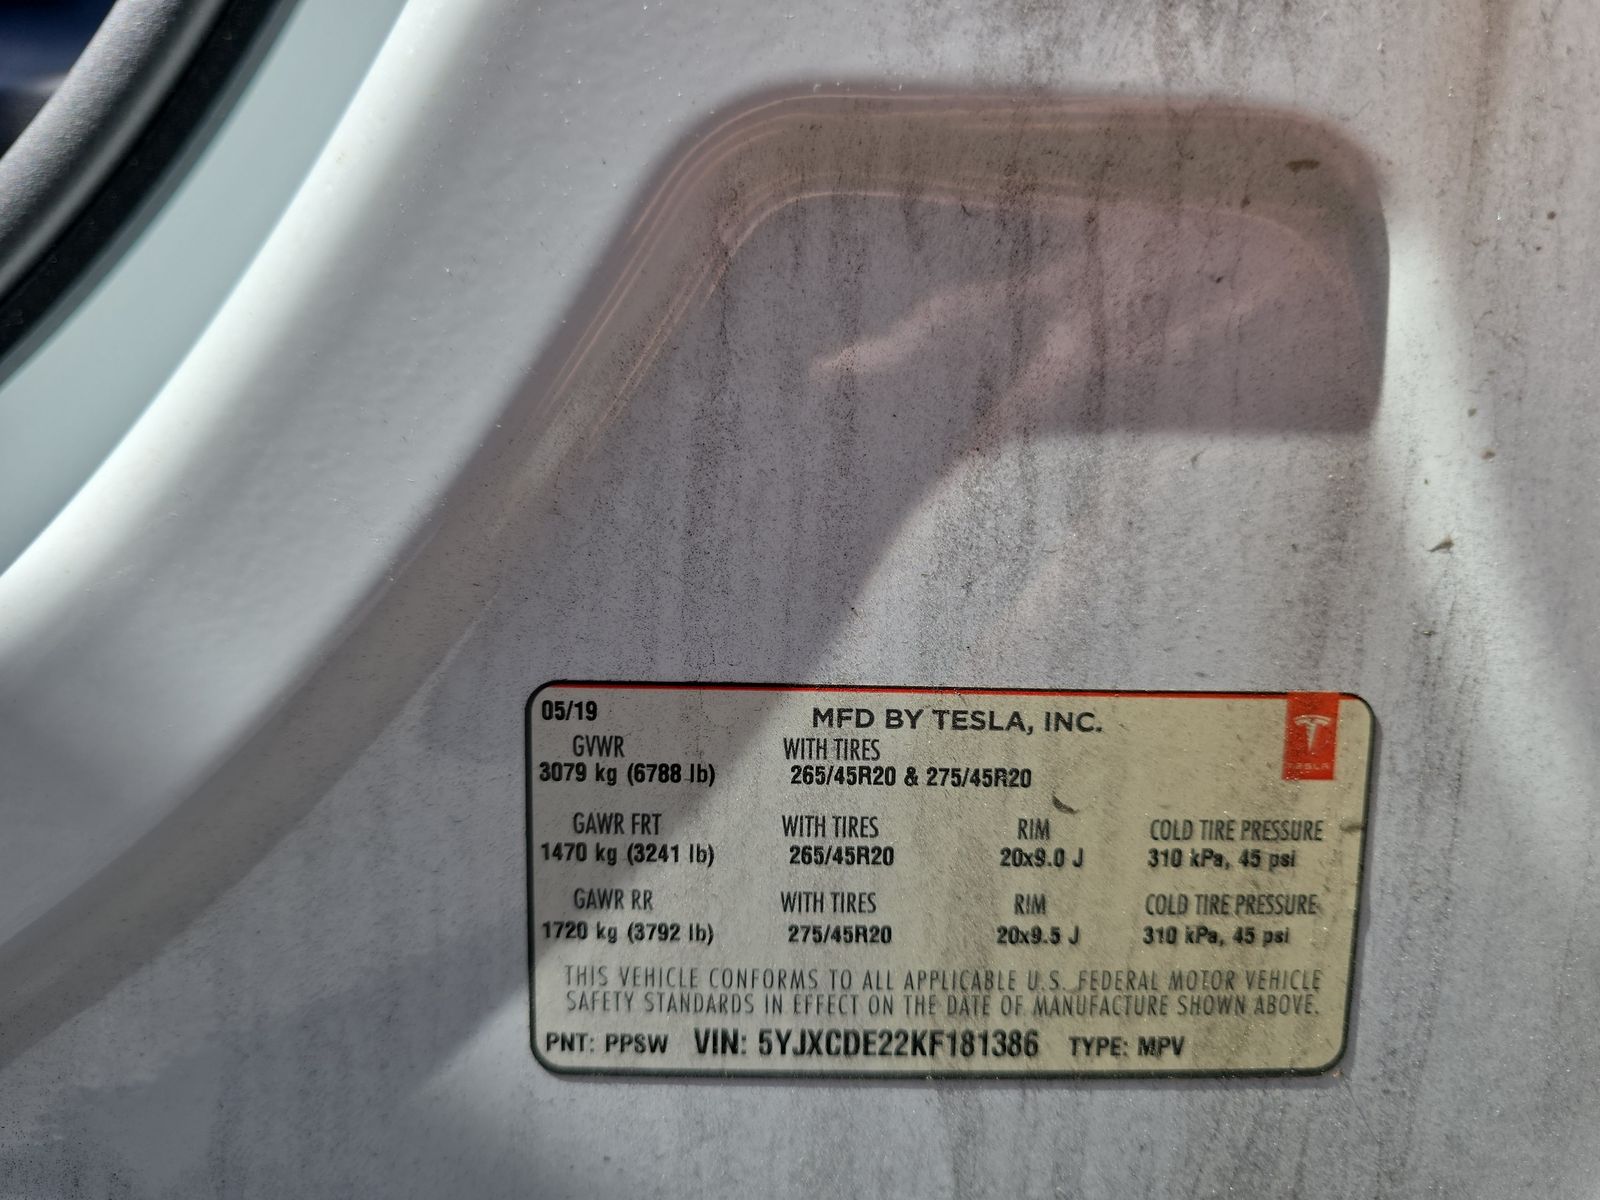 05/19 MFD BY TESLA, INC.
TESLA
GVWR WITH TIRES
3079 kg (6788 lb) 265/45R20 & 275/45R20
GAWR FRT WITH TIRES RIM COLD TIRE PRESSURE
1470 kg (3241 lb) 265/45R20 20x9.0 J 310 kPa, 45 psi
GAWR RR WITH TIRES RIM COLD TIRE PRESSURE
1720 kg (3792 lb) 275/45R20 20x9.5 J 310 kPa, 45 psi
THIS VEHICLE CONFORMS TO ALL APPLICABLE U.S. FEDERAL MOTOR VEHICLE
SAFETY STANDARDS IN EFFECT ON THE DATE OF MANUFACTURE SHOWN ABOVE.
PNT: PPSW VIN: 5YJXCDE22KF181386 TYPE: MPV